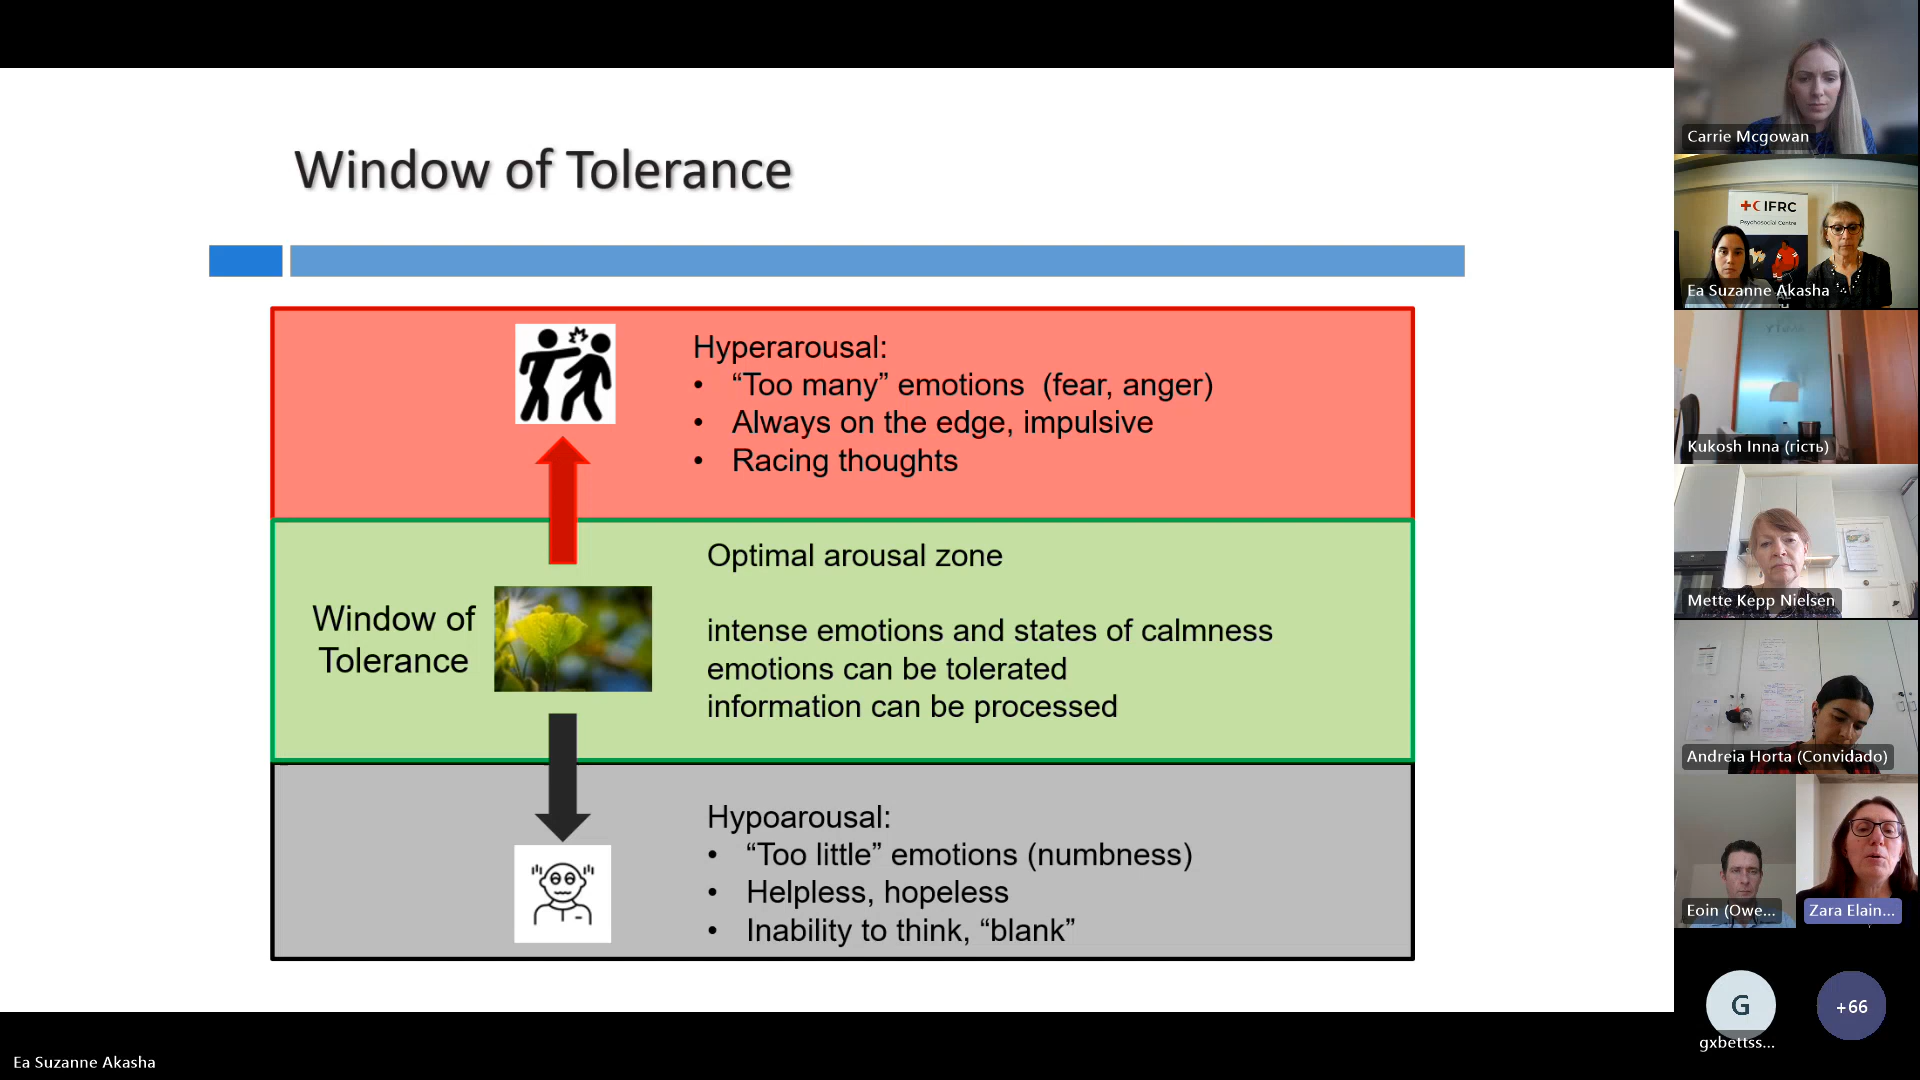 Window of Tolerance
Hyperarousal:
• “Too many” emotions (fear, anger)
• Always on the edge, impulsive
• Racing thoughts
Window of
Tolerance
Optimal arousal zone
intense emotions and states of calmness
emotions can be tolerated
information can be processed
Hypoarousal:
• “Too little” emotions (numbness)
• Helpless, hopeless
• Inability to think, “blank”
Ea Suzanne Akasha
Carrie Mcgowan
IFRC
Psychosocial Centre
Ea Suzanne Akasha
Kukosh Inna (гість)
Mette Kepp Nielsen
Andreia Horta (Convidado)
Eoin (Owe...
Zara Elain...
G
gxbettss...
+66